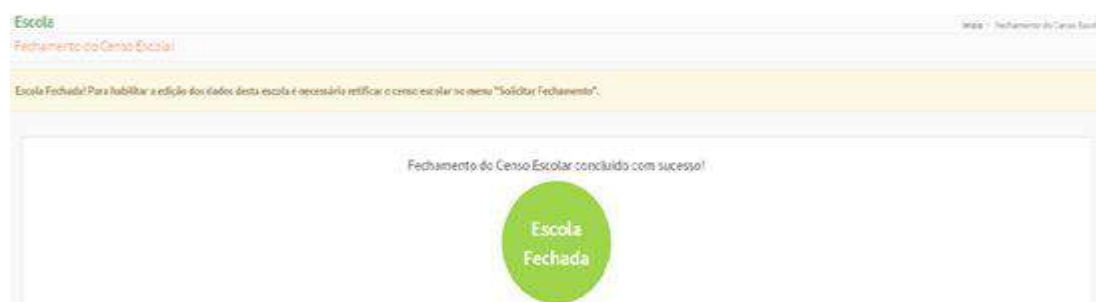 Escola
Início - Fechamento do Censo Escol
Fechamento do Censo Escolar
Escola Fechada! Para habilitar a edição dos dados desta escola é necessário retificar o censo escolar no menu "Solicitar Fechamento".
Fechamento do Censo Escolar concluído com sucesso!
Escola
Fechada